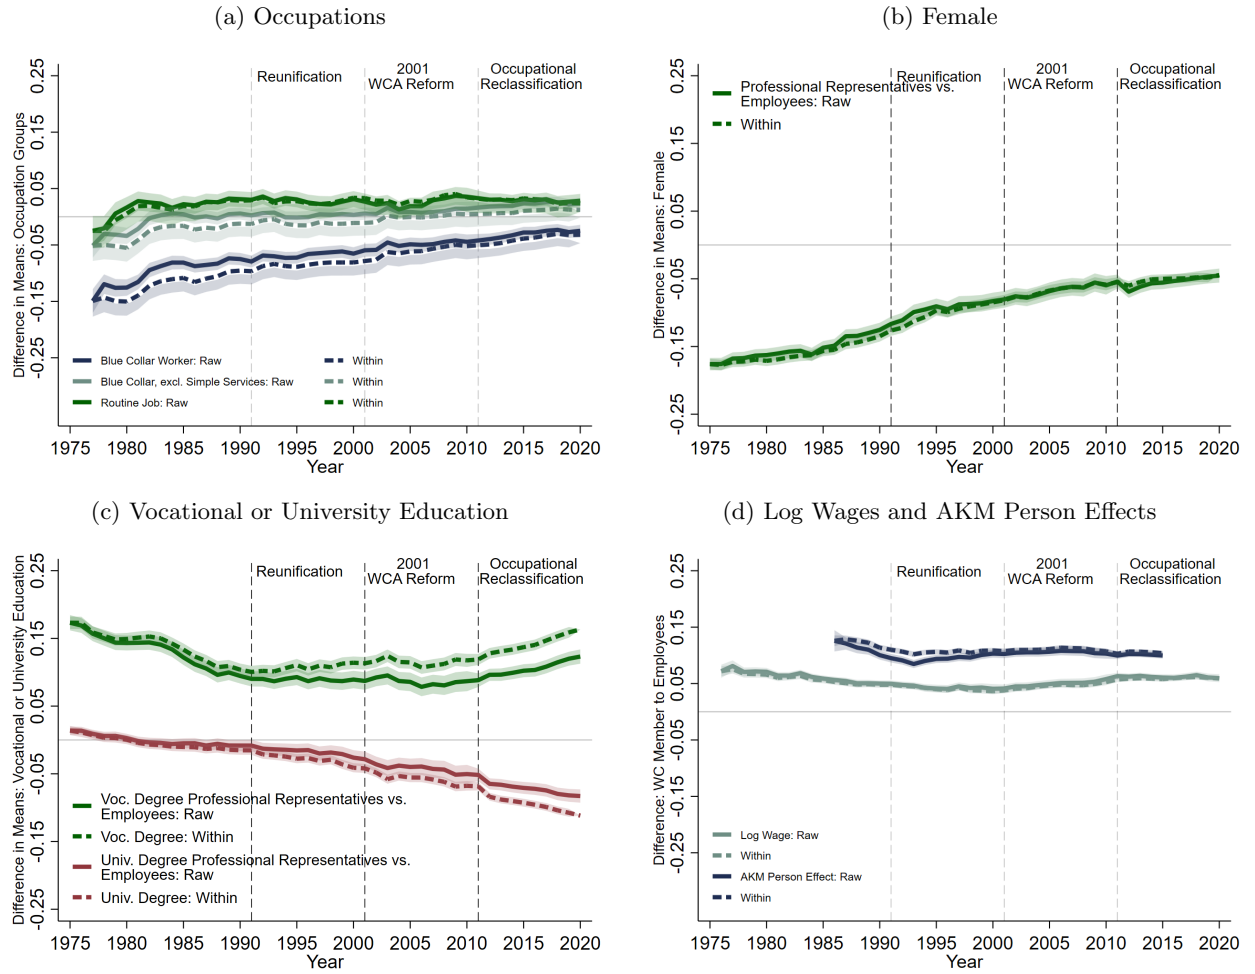 (a) Occupations
Difference in Means: Occupation Groups
0.25
0.15
0.05
-0.05
-0.15
-0.25
Reunification
2001
WCA Reform
Occupational
Reclassification
Blue Collar Worker: Raw
Within
Blue Collar, excl. Simple Services: Raw
Within
Routine Job: Raw
Within
1975 1980 1985 1990 1995 2000 2005 2010 2015 2020
Year
(b) Female
Difference in Means: Female
0.25
0.15
0.05
-0.05
-0.15
-0.25
Reunification
2001
WCA Reform
Occupational
Reclassification
Professional Representatives vs.
Employees: Raw
Within
1975 1980 1985 1990 1995 2000 2005 2010 2015 2020
Year
(c) Vocational or University Education
Difference in Means: Vocational or University Education
0.25
0.15
0.05
-0.05
-0.15
-0.25
Reunification
2001
WCA Reform
Occupational
Reclassification
Voc. Degree Professional Representatives vs.
Employees: Raw
Voc. Degree: Within
Univ. Degree Professional Representatives vs.
Employees: Raw
Univ. Degree: Within
1975 1980 1985 1990 1995 2000 2005 2010 2015 2020
Year
(d) Log Wages and AKM Person Effects
Difference: WC Member to Employees
0.25
0.15
0.05
-0.05
-0.15
-0.25
Reunification
2001
WCA Reform
Occupational
Reclassification
Log Wage: Raw
Within
AKM Person Effect: Raw
Within
1975 1980 1985 1990 1995 2000 2005 2010 2015 2020
Year